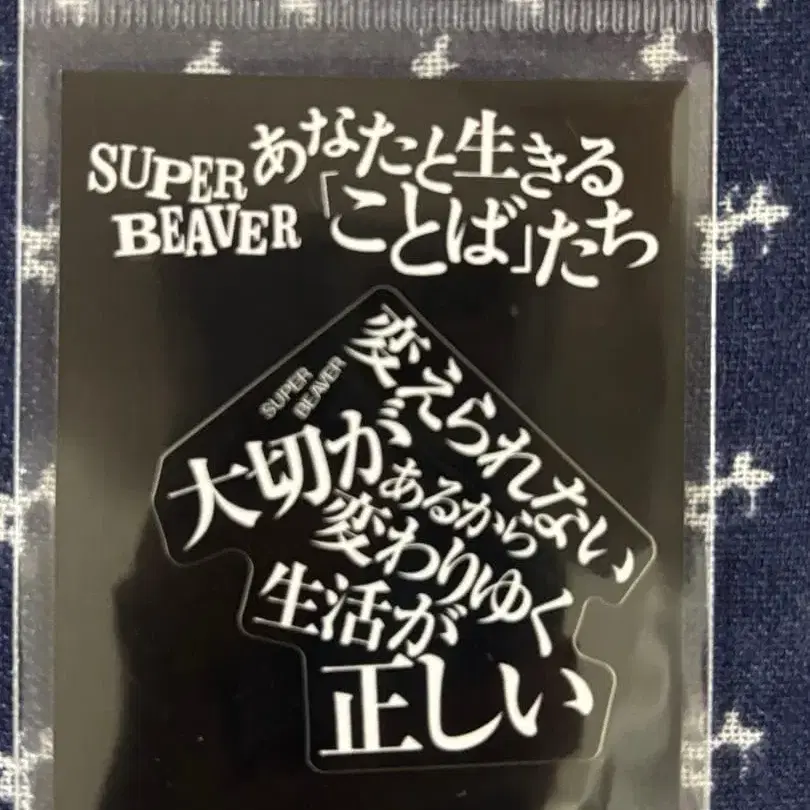 SUPER
BEAVER
あなたと生きる
「ことば」たち
SUPER
BEAVER
変えられない
大切が
あるから
変わりゆく
生活が
正しい